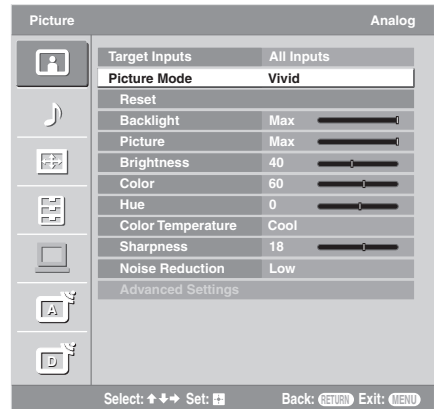 Picture Analog
Target Inputs All Inputs
Picture Mode Vivid
Reset
Backlight Max
Picture Max
Brightness 40
Color 60
Hue 0
Color Temperature Cool
Sharpness 18
Noise Reduction Low
Advanced Settings
A
D
Select: Set: Back: RETURN Exit: MENU